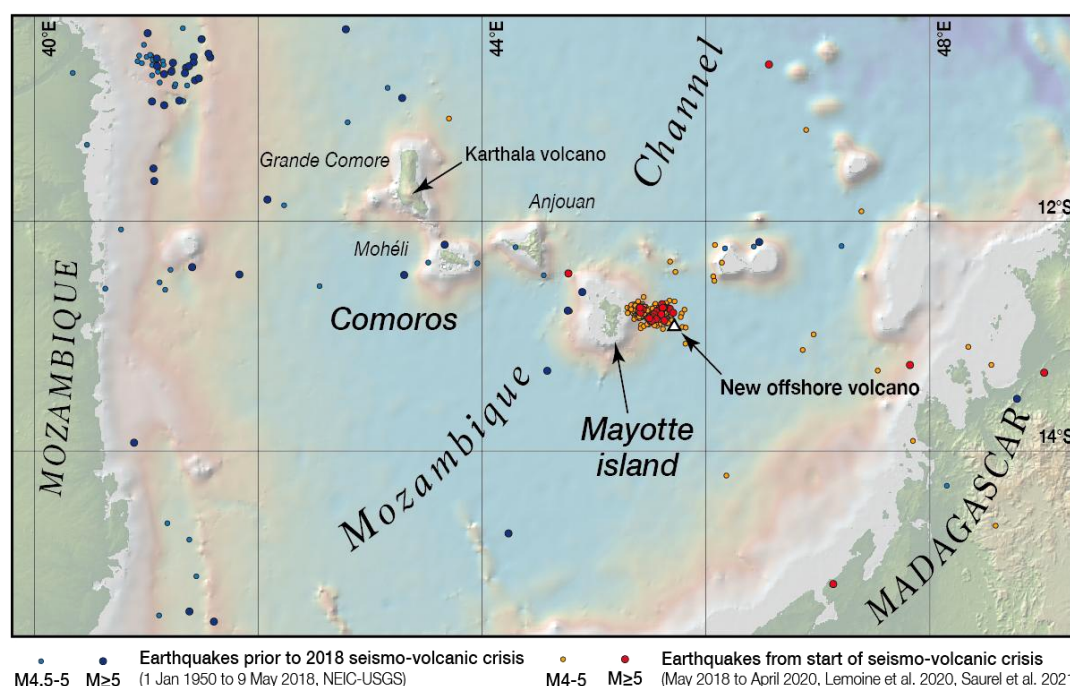 40°E
44°E
48°E
Channel
Grande Comore
Karthala volcano
Anjouan
12°S
Mohéli
MOZAMBIQUE
Comoros
New offshore volcano
Mozambique
Mayotte
island
14°S
MADAGASCAR
Earthquakes prior to 2018 seismo-volcanic crisis
M4.5-5 M≥5 (1 Jan 1950 to 9 May 2018, NEIC-USGS)
Earthquakes from start of seismo-volcanic crisis
M4-5 M≥5 (May 2018 to April 2020, Lemoine et al. 2020, Saurel et al. 2021